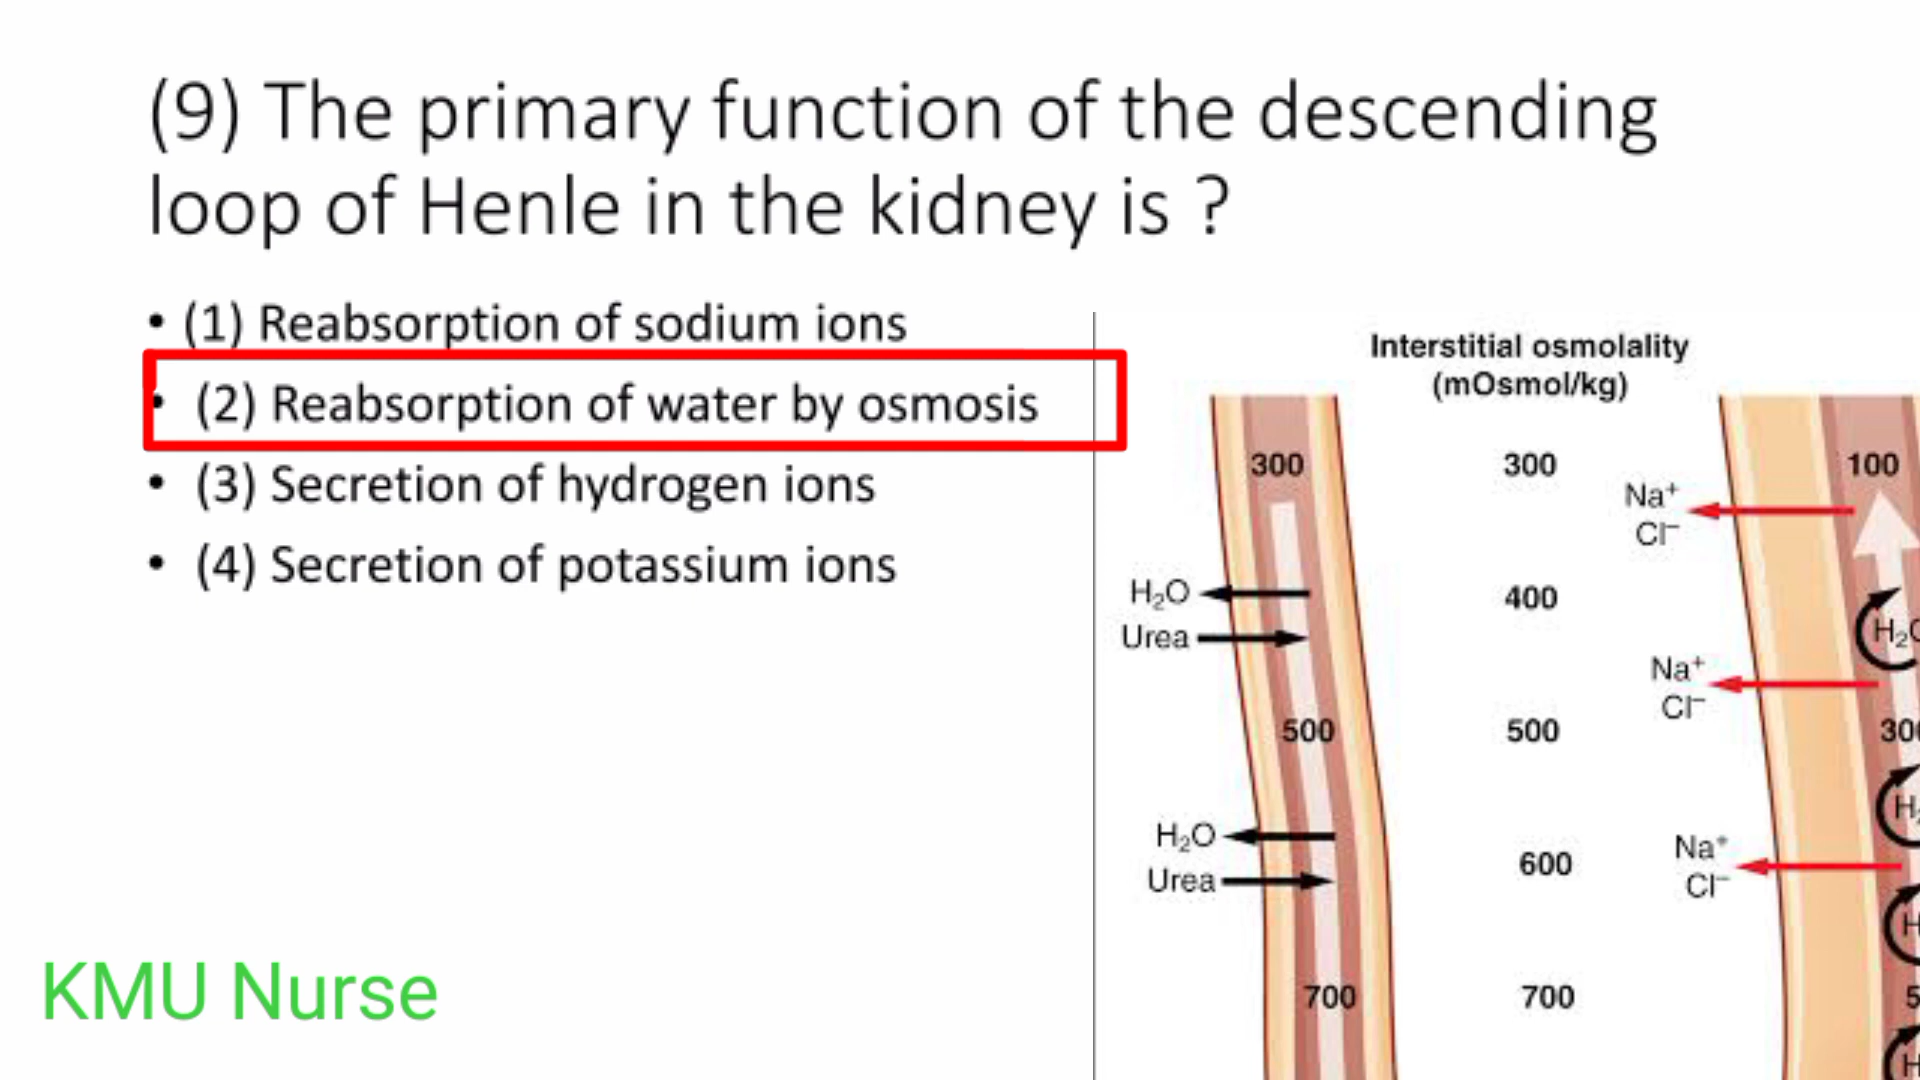 (9) The primary function of the descending
loop of Henle in the kidney is ?
• (1) Reabsorption of sodium ions
• (2) Reabsorption of water by osmosis
• (3) Secretion of hydrogen ions
• (4) Secretion of potassium ions
Interstitial osmolality
(mOsmol/kg)
300 300 100
Na⁺
Cl⁻
H₂O 400
Urea
H₂O
Na⁺
Cl⁻
500 500
H₂O
Urea
600
Na⁺
Cl⁻
700 700
KMU Nurse